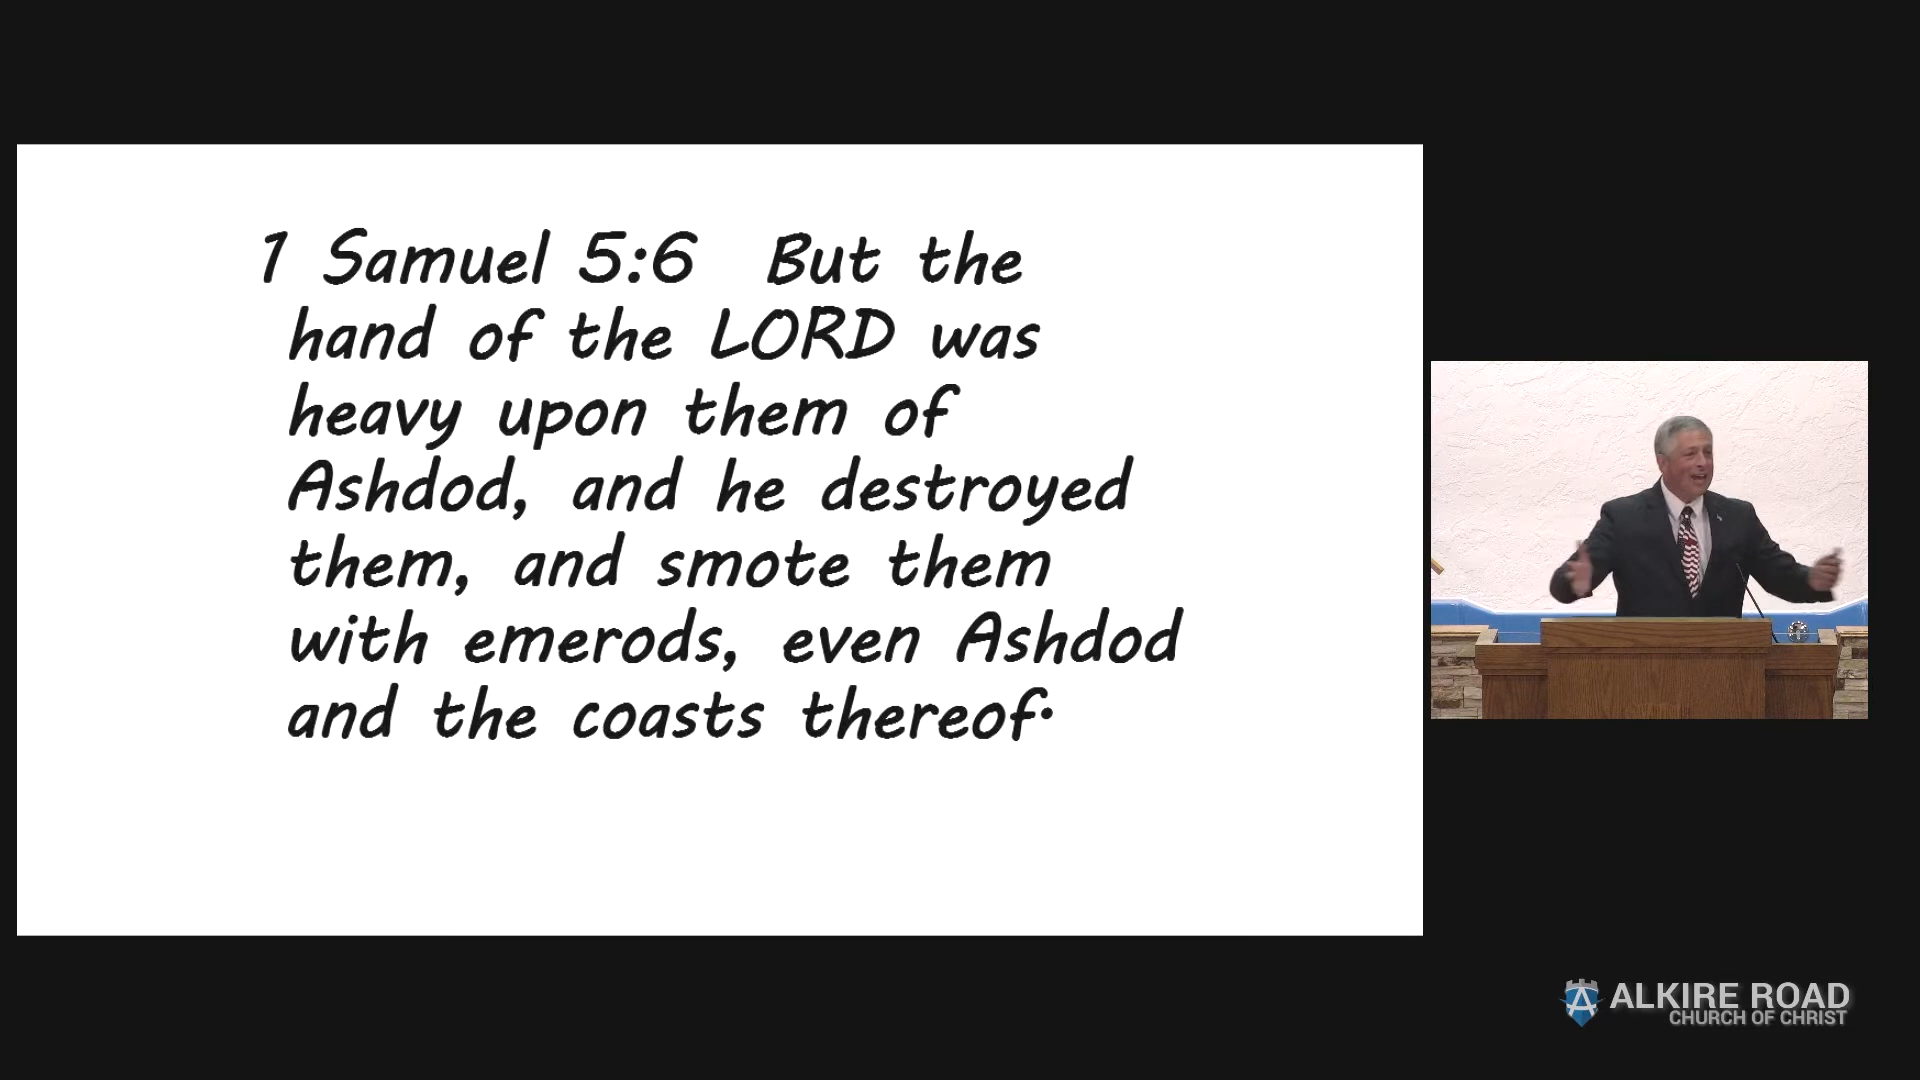 1 Samuel 5:6 But the
hand of the LORD was
heavy upon them of
Ashdod, and he destroyed
them, and smote them
with emerods, even Ashdod
and the coasts thereof.
ALKIRE ROAD
CHURCH OF CHRIST